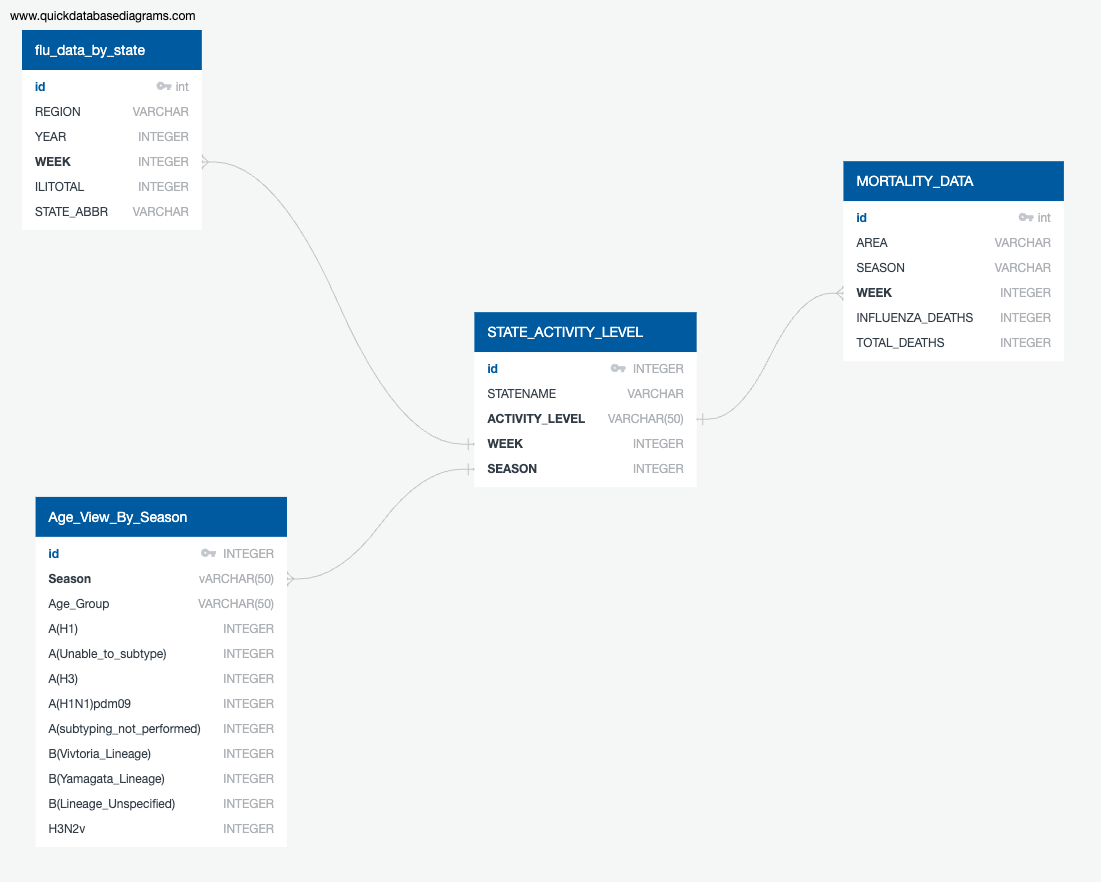 www.quickdatabasediagrams.com
flu_data_by_state
id int
REGION VARCHAR
YEAR INTEGER
WEEK INTEGER
ILITOTAL INTEGER
STATE_ABBR VARCHAR
MORTALITY_DATA
id int
AREA VARCHAR
SEASON VARCHAR
WEEK INTEGER
INFLUENZA_DEATHS INTEGER
TOTAL_DEATHS INTEGER
STATE_ACTIVITY_LEVEL
id INTEGER
STATENAME VARCHAR
ACTIVITY_LEVEL VARCHAR(50)
WEEK INTEGER
SEASON INTEGER
Age_View_By_Season
id INTEGER
Season vARCHAR(50)
Age_Group VARCHAR(50)
A(H1) INTEGER
A(Unable_to_subtype) INTEGER
A(H3) INTEGER
A(H1N1)pdm09 INTEGER
A(subtyping_not_performed) INTEGER
B(Vivtoria_Lineage) INTEGER
B(Yamagata_Lineage) INTEGER
B(Lineage_Unspecified) INTEGER
H3N2v INTEGER